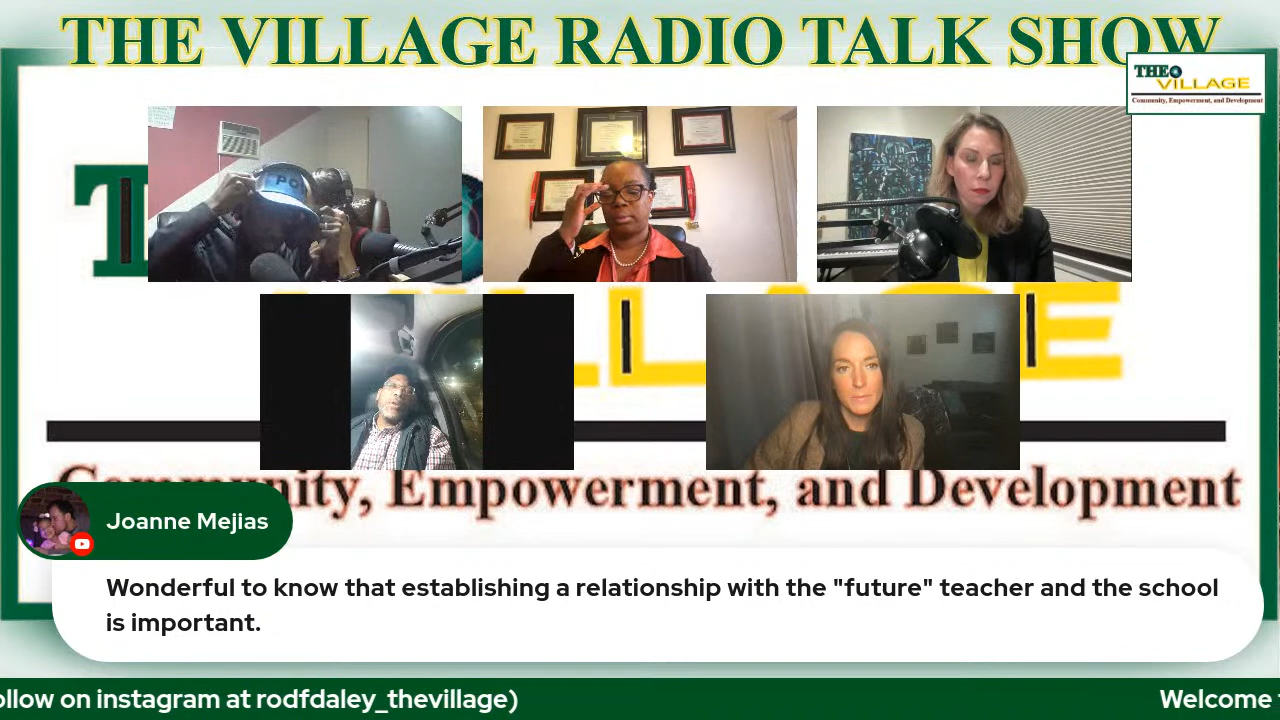 THE VILLAGE RADIO TALK SHOW
THE VILLAGE
Community, Empowerment, and Development
Community, Empowerment, and Development
Joanne Mejias
Wonderful to know that establishing a relationship with the "future" teacher and the school
is important.
ollow on instagram at rodfdaley_thevillage)
Welcome